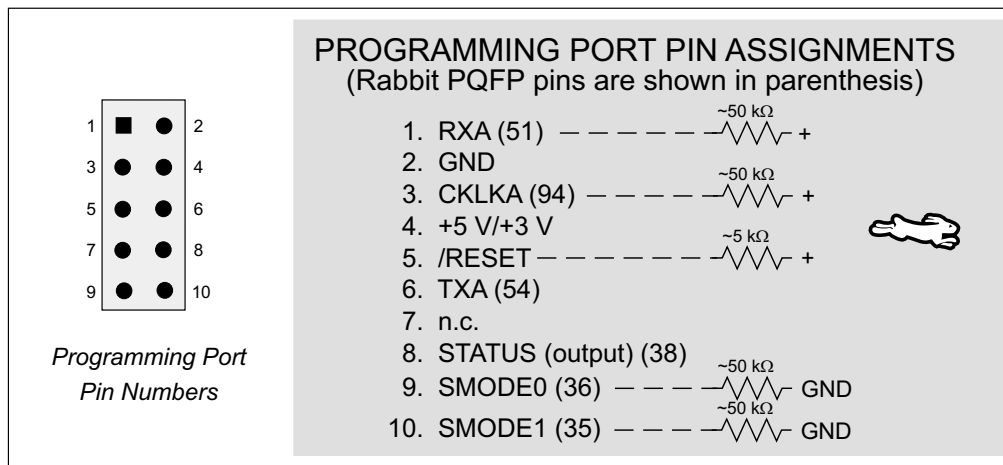 PROGRAMMING PORT PIN ASSIGNMENTS
(Rabbit PQFP pins are shown in parenthesis)
1 2
3 4
5 6
7 8
9 10
Programming Port
Pin Numbers
~50 kΩ
1. RXA (51) +
2. GND
~50 kΩ
3. CKLKA (94) +
4. +5 V/+3 V
~5 kΩ
5. /RESET +
6. TXA (54)
7. n.c.
8. STATUS (output) (38)
~50 kΩ
9. SMODE0 (36) GND
~50 kΩ
10. SMODE1 (35) GND